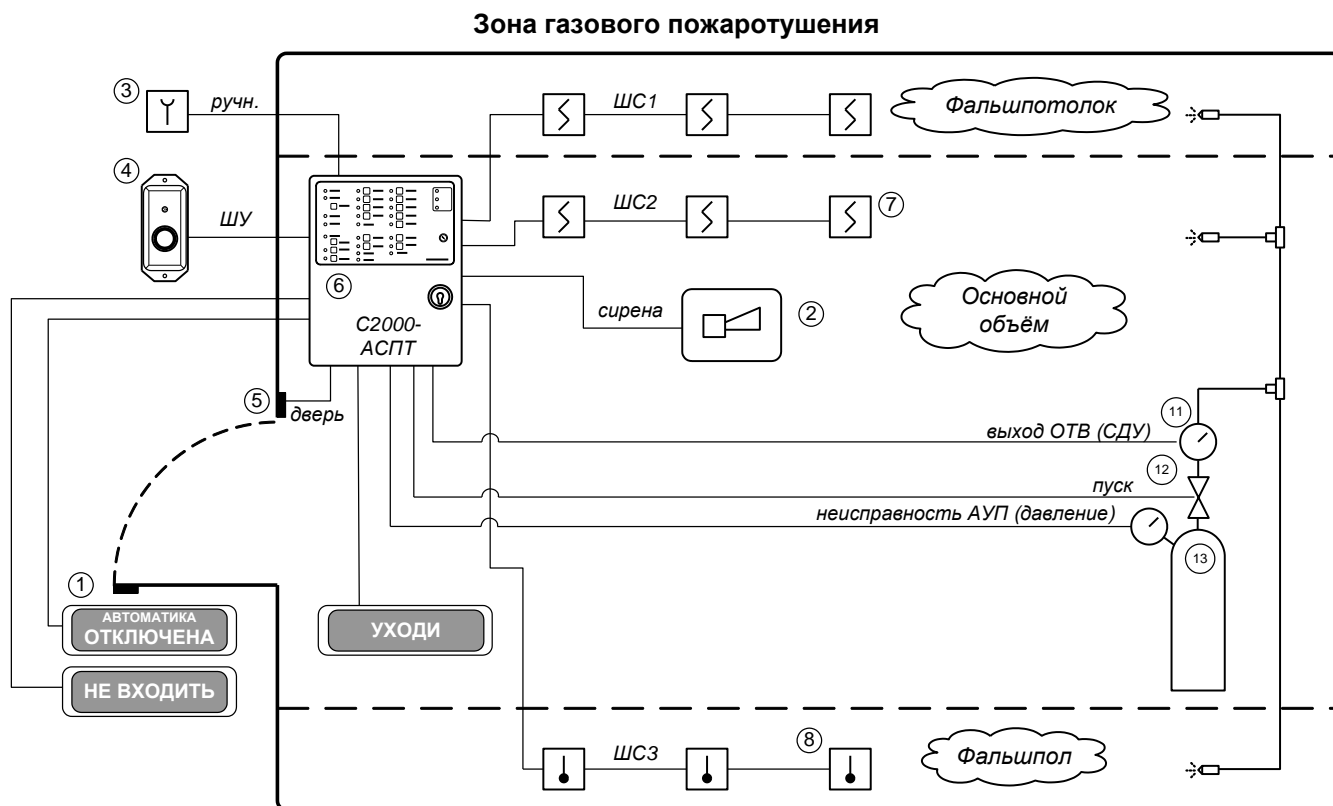 Зона газового пожаротушения
3
ручн.
ШС1
Фальшпотолок
4
ШУ
ШС2
7
6
С2000-
АСПТ
сирена
2
Основной
объём
5
дверь
11
выход ОТВ (СДУ)
12
пуск
неисправность АУП (давление)
13
1
АВТОМАТИКА
ОТКЛЮЧЕНА
УХОДИ
НЕ ВХОДИТЬ
ШС3
8
Фальшпол